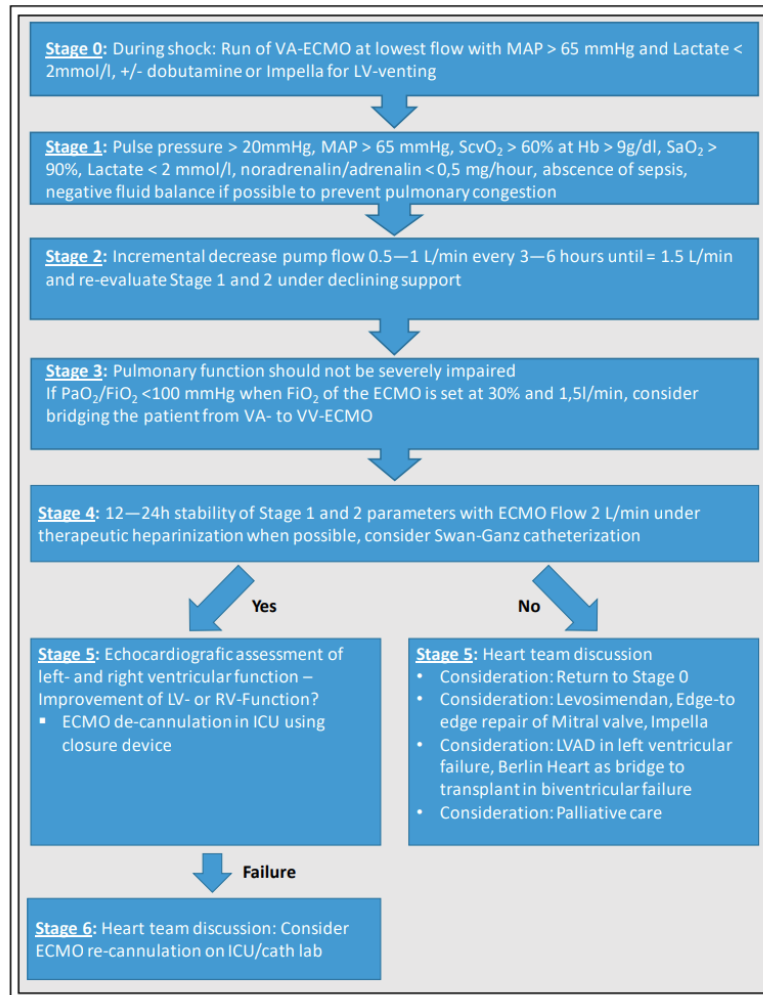 Stage 0: During shock: Run of VA-ECMO at lowest flow with MAP > 65 mmHg and Lactate <
2mmol/l, +/- dobutamine or Impella for LV-venting
Stage 1: Pulse pressure > 20mmHg, MAP > 65 mmHg, ScvO₂ > 60% at Hb > 9g/dl, SaO₂ >
90%, Lactate < 2 mmol/l, noradrenalin/adrenalin < 0,5 mg/hour, abscence of sepsis,
negative fluid balance if possible to prevent pulmonary congestion
Stage 2: Incremental decrease pump flow 0.5—1 L/min every 3—6 hours until = 1.5 L/min
and re-evaluate Stage 1 and 2 under declining support
Stage 3: Pulmonary function should not be severely impaired
If PaO₂/FiO₂ <100 mmHg when FiO₂ of the ECMO is set at 30% and 1,5l/min, consider
bridging the patient from VA- to VV-ECMO
Stage 4: 12—24h stability of Stage 1 and 2 parameters with ECMO Flow 2 L/min under
therapeutic heparinization when possible, consider Swan-Ganz catheterization
Yes
No
Stage 5: Echocardiografic assessment of
left- and right ventricular function –
Improvement of LV- or RV-Function?
▪ ECMO de-cannulation in ICU using
closure device
Stage 5: Heart team discussion
• Consideration: Return to Stage 0
• Consideration: Levosimendan, Edge-to
edge repair of Mitral valve, Impella
• Consideration: LVAD in left ventricular
failure, Berlin Heart as bridge to
transplant in biventricular failure
• Consideration: Palliative care
Failure
Stage 6: Heart team discussion: Consider
ECMO re-cannulation on ICU/cath lab